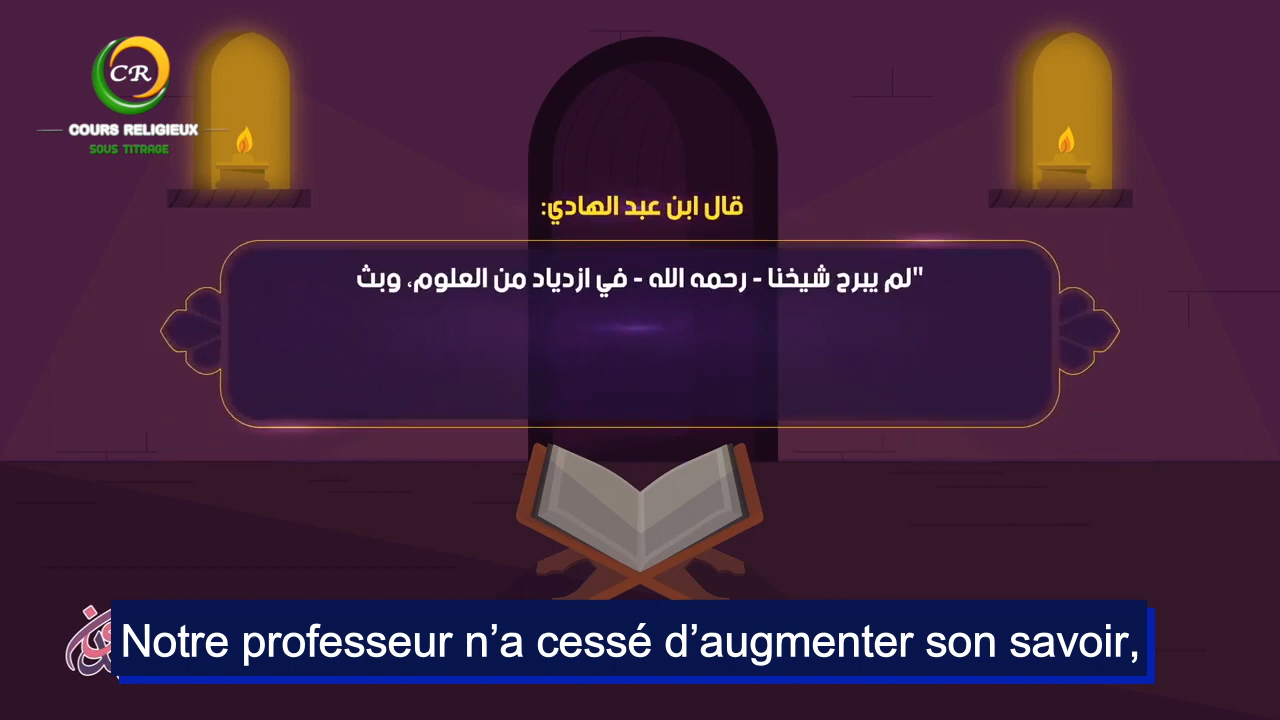 CR
COURS RELIGIEUX
SOUS TITRAGE
قال ابن عبد الهادي:
"لم يبرح شيخنا - رحمه الله - في ازدياد من العلوم، وبث
Notre professeur n’a cessé d’augmenter son savoir,